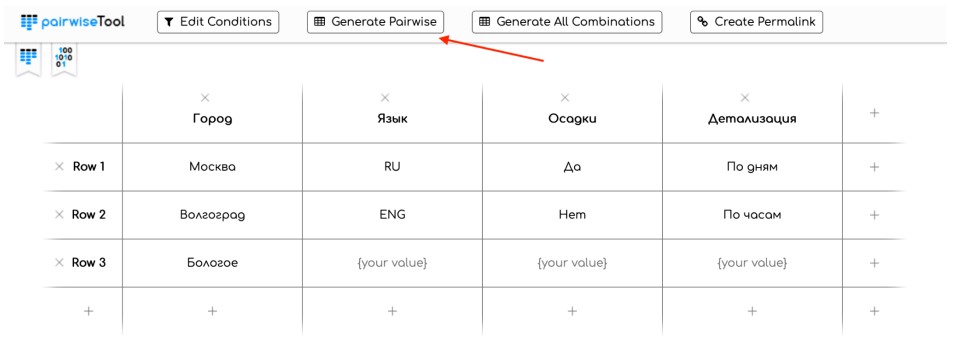 pairwiseTool Edit Conditions Generate Pairwise Generate All Combinations Create Permalink
100
1010
01
Город Язык Осадки Детализация
Row 1 Москва RU Да По дням
Row 2 Волгоград ENG Нет По часам
Row 3 Бологое {your value} {your value} {your value}